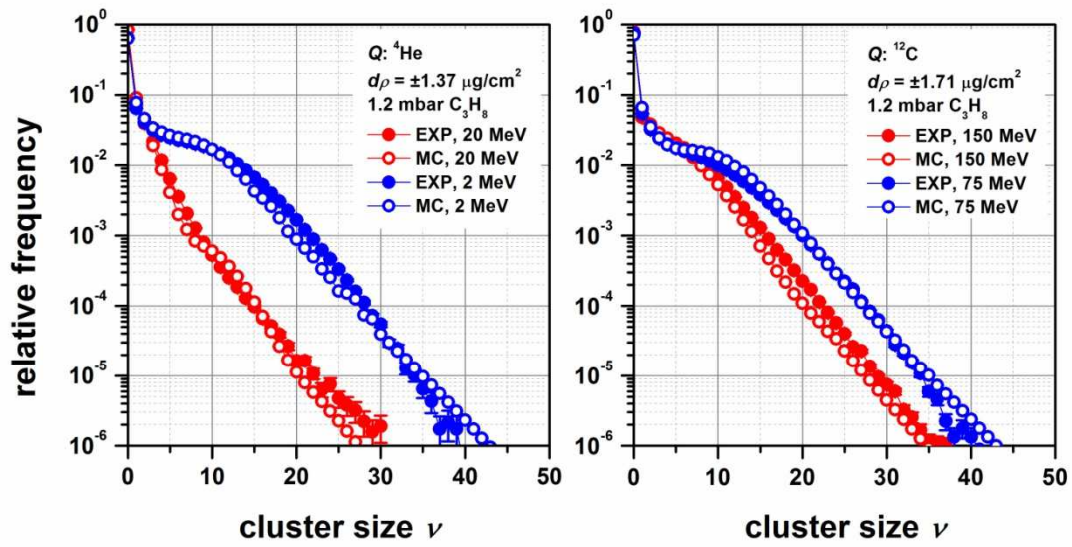 relative frequency
10⁰
10⁻¹
10⁻²
10⁻³
10⁻⁴
10⁻⁵
10⁻⁶
Q: ⁴He
dρ = ±1.37 μg/cm²
1.2 mbar C₃H₈
EXP, 20 MeV
MC, 20 MeV
EXP, 2 MeV
MC, 2 MeV
0 10 20 30 40 50
cluster size ν
10⁰
10⁻¹
10⁻²
10⁻³
10⁻⁴
10⁻⁵
10⁻⁶
Q: ¹²C
dρ = ±1.71 μg/cm²
1.2 mbar C₃H₈
EXP, 150 MeV
MC, 150 MeV
EXP, 75 MeV
MC, 75 MeV
0 10 20 30 40 50
cluster size ν